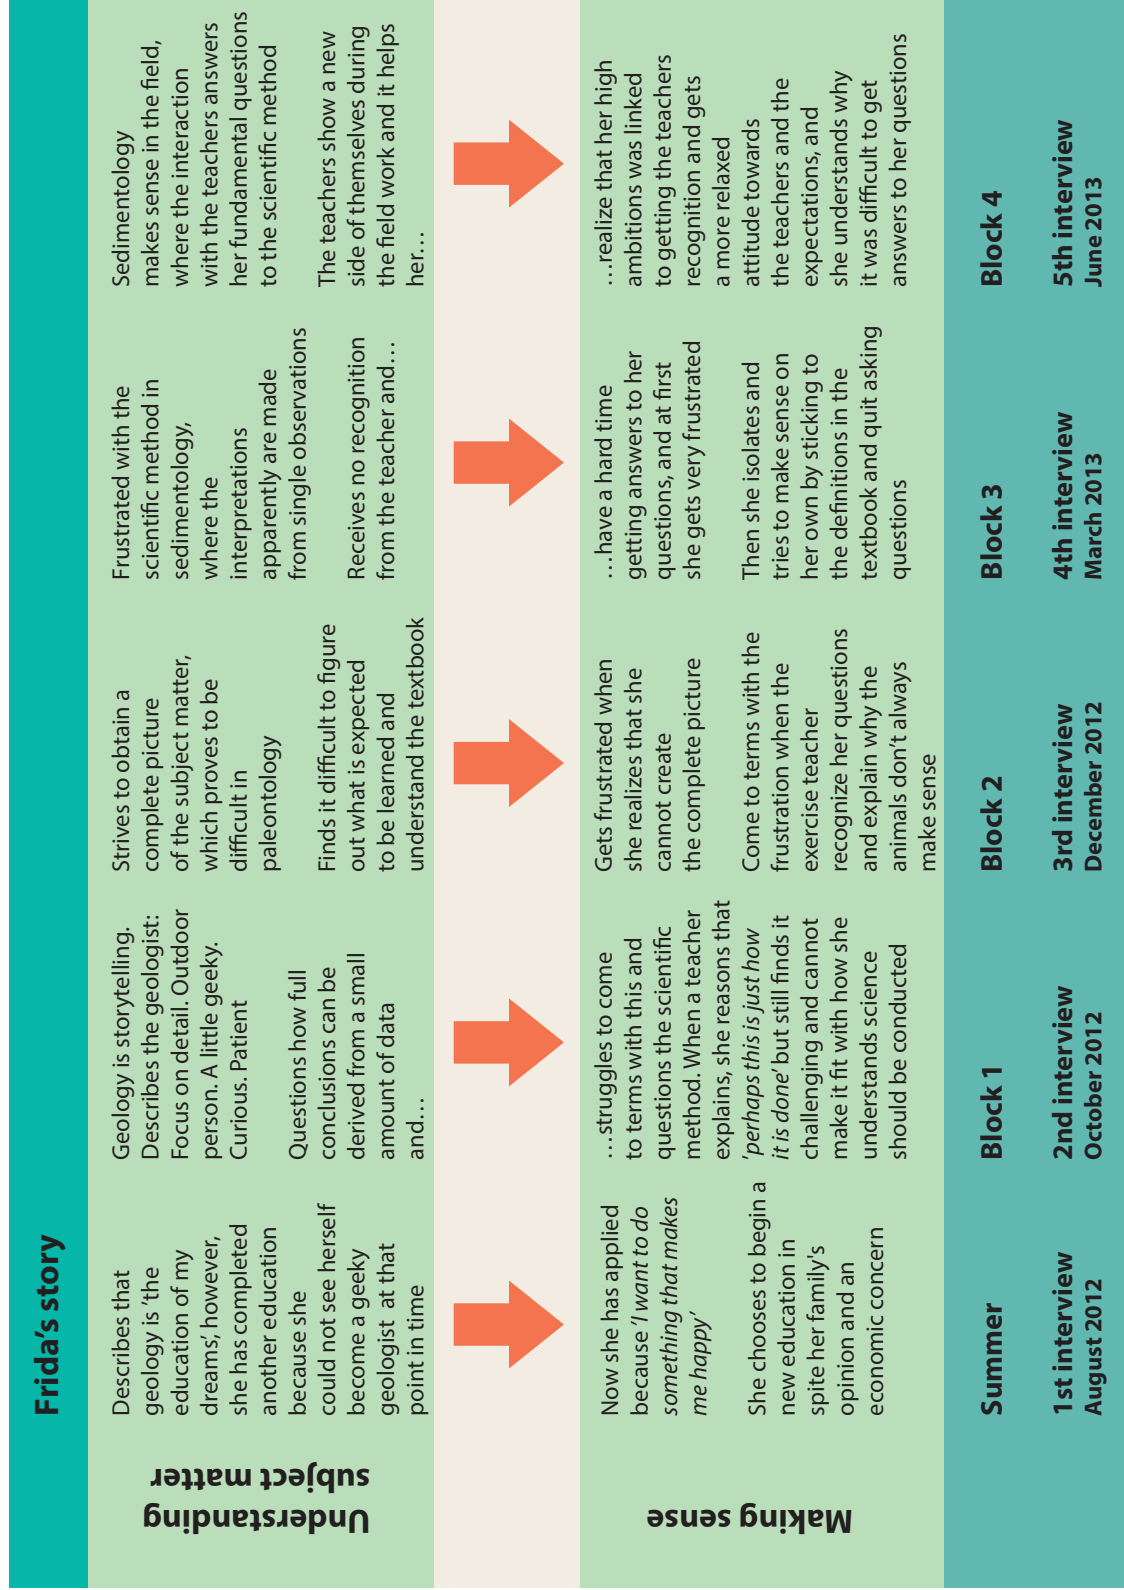 Frida's story
Understanding
subject matter
Describes that
geology is 'the
education of my
dreams', however,
she has completed
another education
because she
could not see herself
become a geeky
geologist at that
point in time
Geology is storytelling.
Describes the geologist:
Focus on detail. Outdoor
person. A little geeky.
Curious. Patient
Questions how full
conclusions can be
derived from a small
amount of data
and…
Strives to obtain a
complete picture
of the subject matter,
which proves to be
difficult in
paleontology
Finds it difficult to figure
out what is expected
to be learned and
understand the textbook
Frustrated with the
scientific method in
sedimentology,
where the
interpretations
apparently are made
from single observations
Receives no recognition
from the teacher and…
Sedimentology
makes sense in the field,
where the interaction
with the teachers answers
her fundamental questions
to the scientific method
The teachers show a new
side of themselves during
the field work and it helps
her…
Making sense
Now she has applied
because 'I want to do
something that makes
me happy'
She chooses to begin a
new education in
spite her family's
opinion and an
economic concern
…struggles to come
to terms with this and
questions the scientific
method. When a teacher
explains, she reasons that
'perhaps this is just how
it is done' but still finds it
challenging and cannot
make it fit with how she
understands science
should be conducted
Gets frustrated when
she realizes that she
cannot create
the complete picture
Come to terms with the
frustration when the
exercise teacher
recognize her questions
and explain why the
animals don't always
make sense
…have a hard time
getting answers to her
questions, and at first
she gets very frustrated
Then she isolates and
tries to make sense on
her own by sticking to
the definitions in the
textbook and quit asking
questions
…realize that her high
ambitions was linked
to getting the teachers
recognition and gets
a more relaxed
attitude towards
the teachers and the
expectations, and
she understands why
it was difficult to get
answers to her questions
Summer
1st interview
August 2012
Block 1
2nd interview
October 2012
Block 2
3rd interview
December 2012
Block 3
4th interview
March 2013
Block 4
5th interview
June 2013